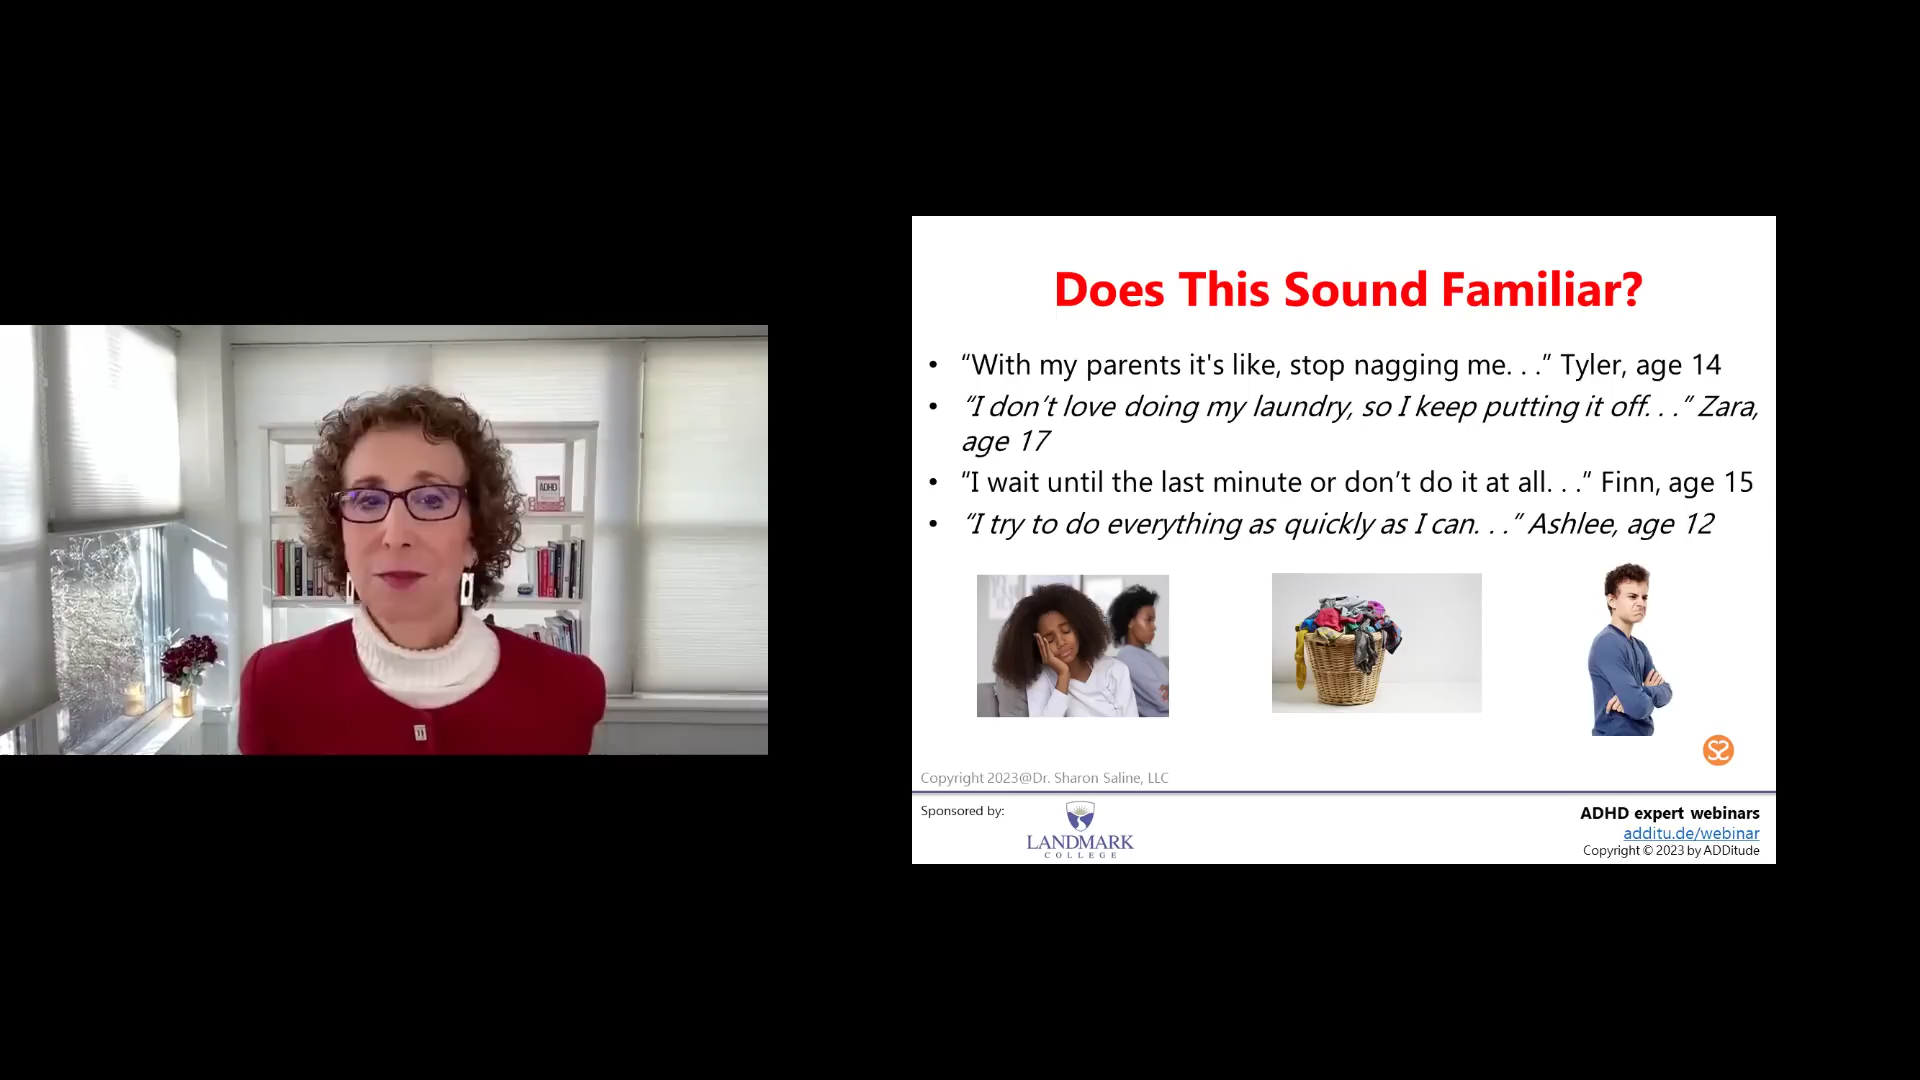 ADHD
Does This Sound Familiar?
• “With my parents it's like, stop nagging me. . .” Tyler, age 14
• “I don’t love doing my laundry, so I keep putting it off. . .” Zara,
age 17
• “I wait until the last minute or don’t do it at all. . .” Finn, age 15
• “I try to do everything as quickly as I can. . .” Ashlee, age 12
Copyright 2023@Dr. Sharon Saline, LLC
Sponsored by:
LANDMARK
COLLEGE
ADHD expert webinars
additu.de/webinar
Copyright © 2023 by ADDitude